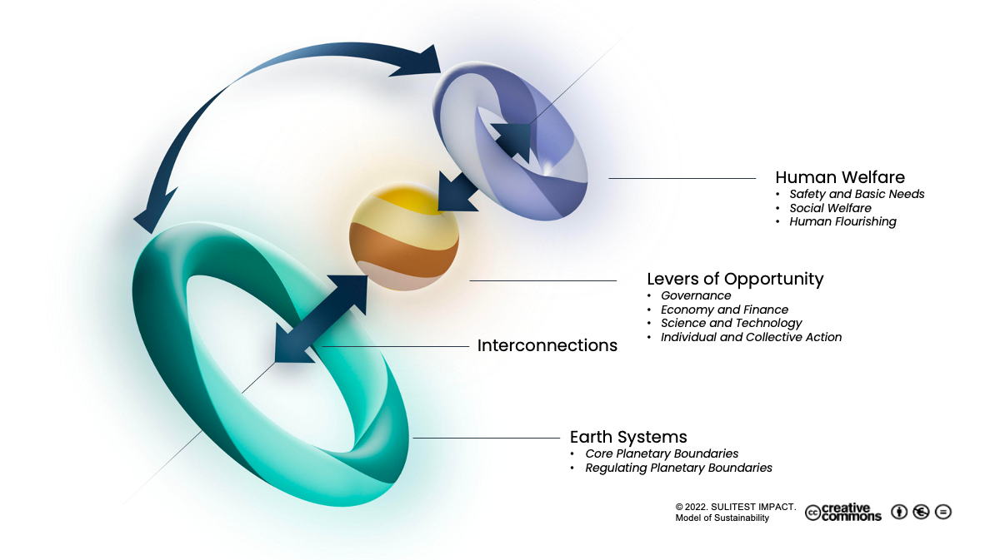 Human Welfare
• Safety and Basic Needs
• Social Welfare
• Human Flourishing
Levers of Opportunity
• Governance
• Economy and Finance
• Science and Technology
• Individual and Collective Action
Interconnections
Earth Systems
• Core Planetary Boundaries
• Regulating Planetary Boundaries
© 2022. SULITEST IMPACT.
Model of Sustainability
cc creative
commons